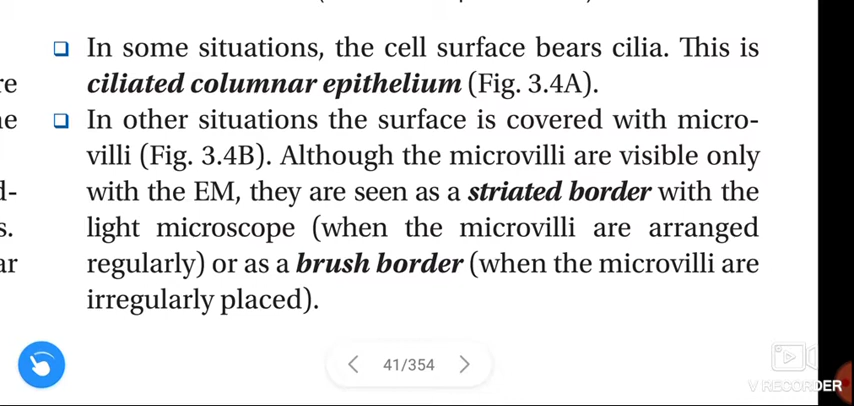 In some situations, the cell surface bears cilia. This is
re ciliated columnar epithelium (Fig. 3.4A).
ne In other situations the surface is covered with micro-
villi (Fig. 3.4B). Although the microvilli are visible only
d- with the EM, they are seen as a striated border with the
s. light microscope (when the microvilli are arranged
ar regularly) or as a brush border (when the microvilli are
irregularly placed).
41/354
V RECORDER